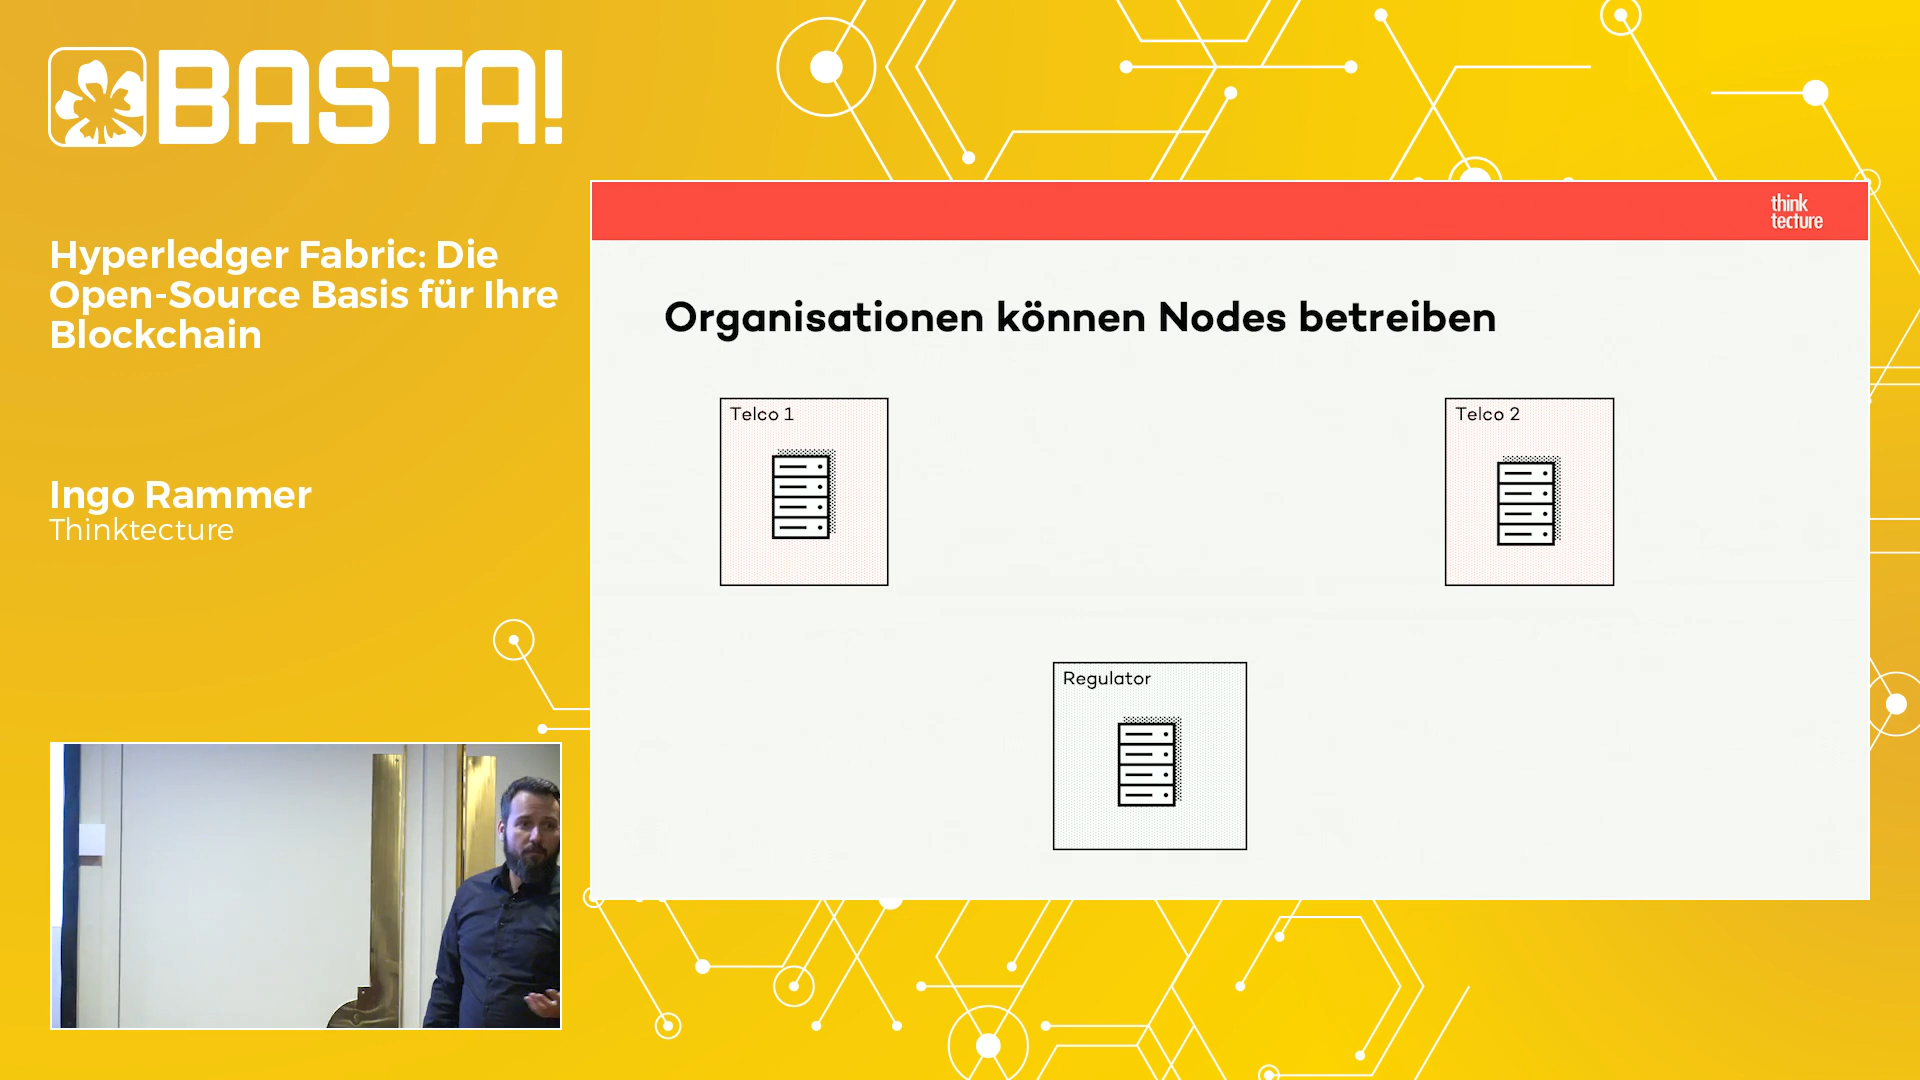 BASTA!
Hyperledger Fabric: Die
Open-Source Basis für Ihre
Blockchain
Ingo Rammer
Thinktecture
think
tecture
Organisationen können Nodes betreiben
Telco 1
Telco 2
Regulator